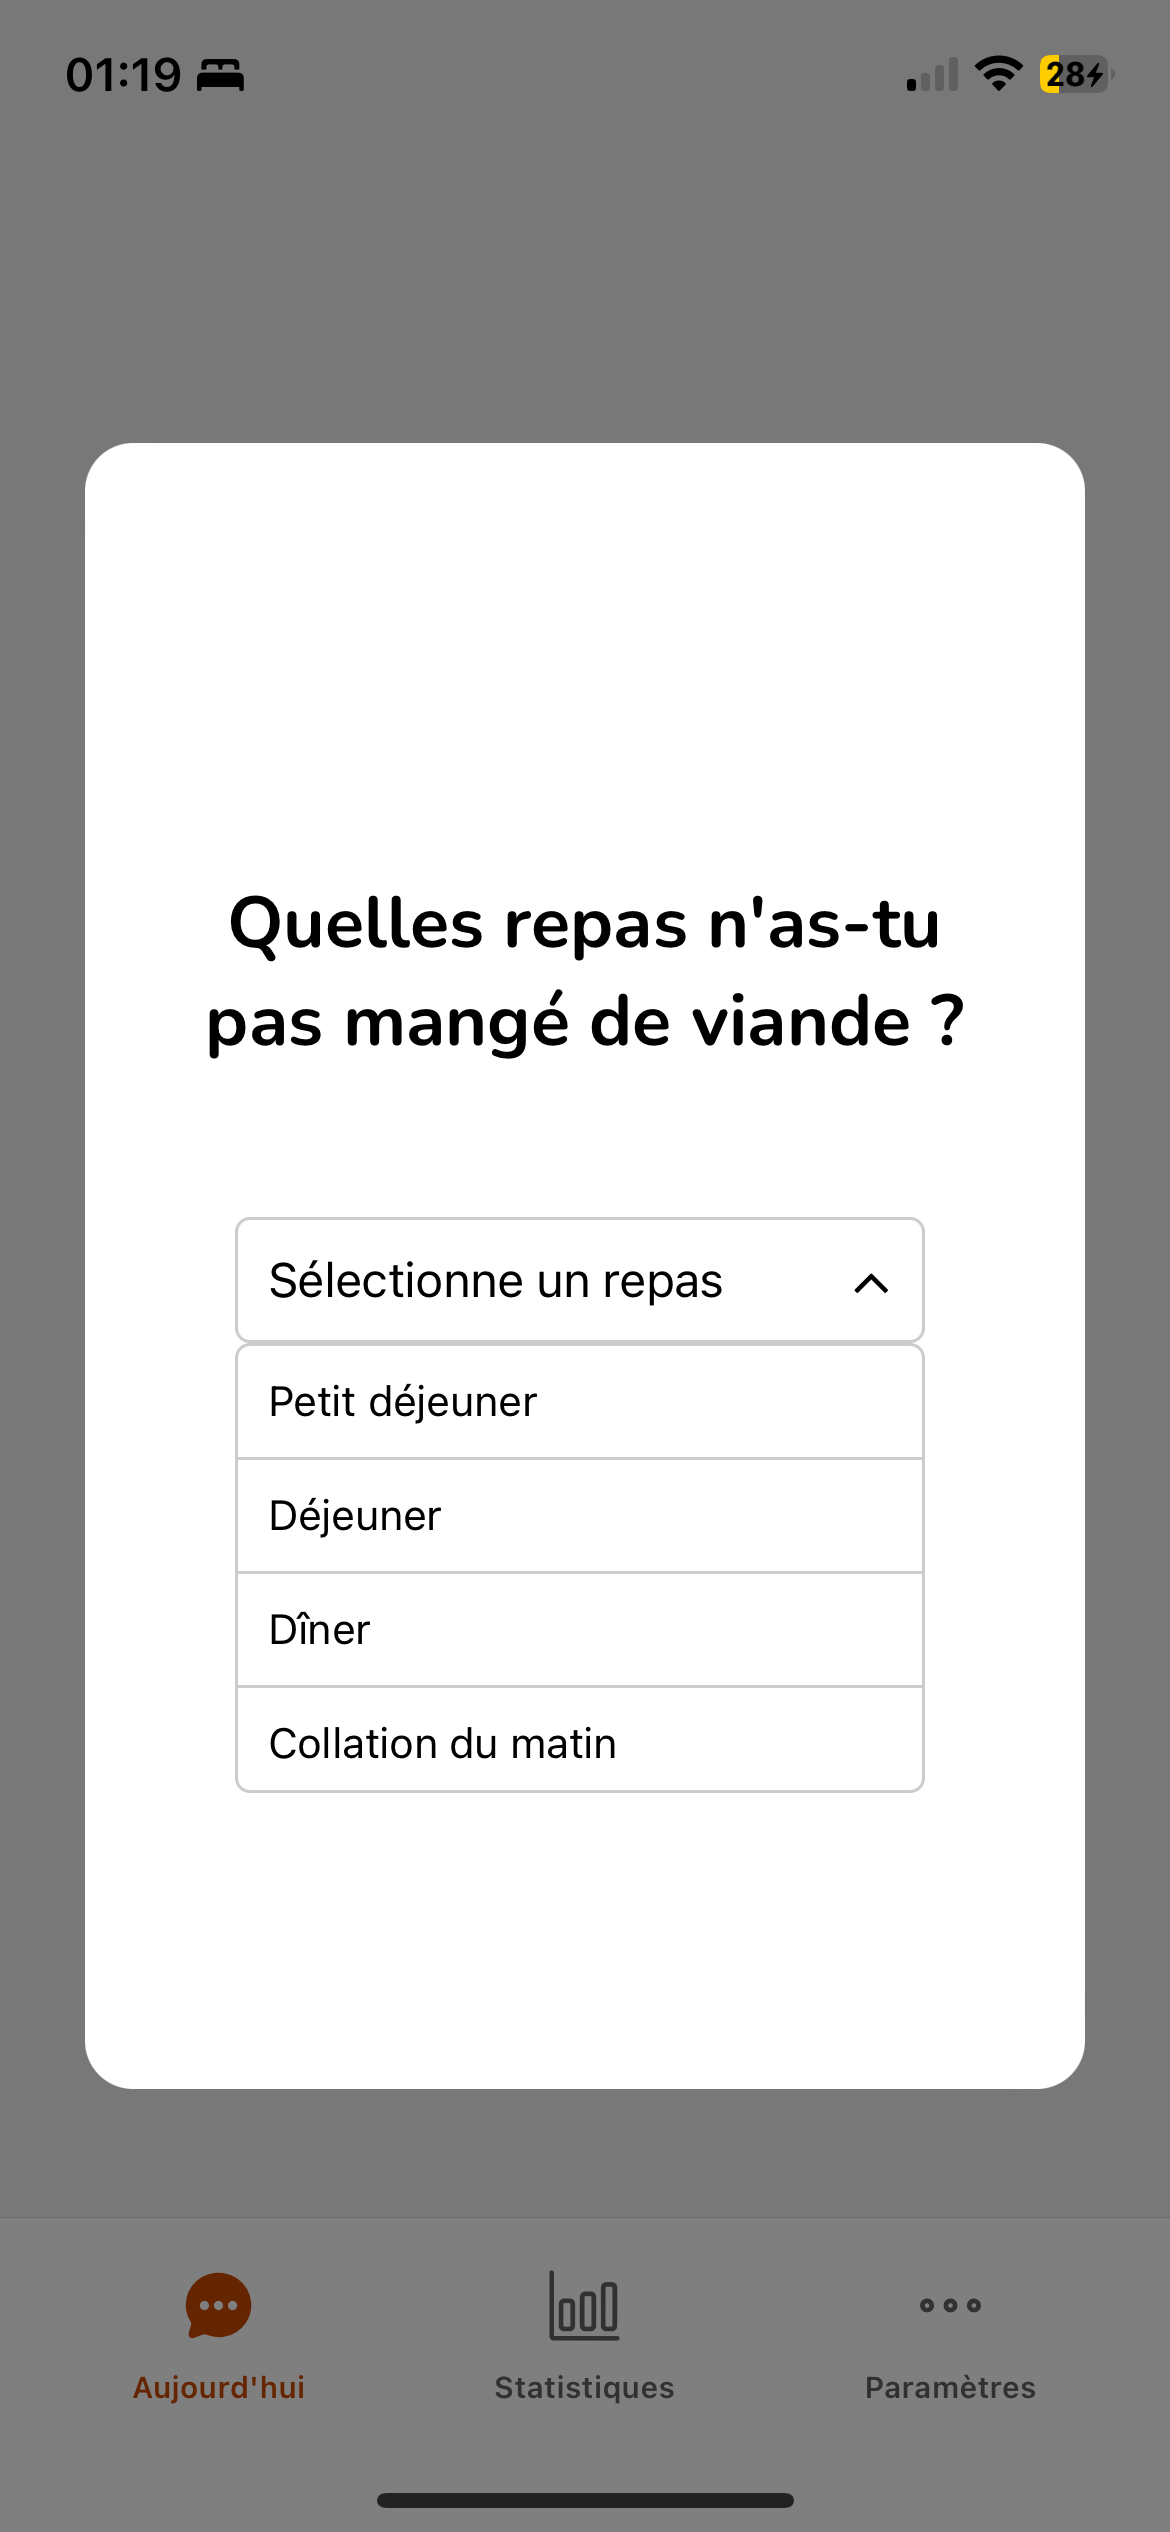 01:19
28
Quelles repas n'as-tu
pas mangé de viande ?
Sélectionne un repas
Petit déjeuner
Déjeuner
Dîner
Collation du matin
Aujourd'hui
Statistiques
Paramètres